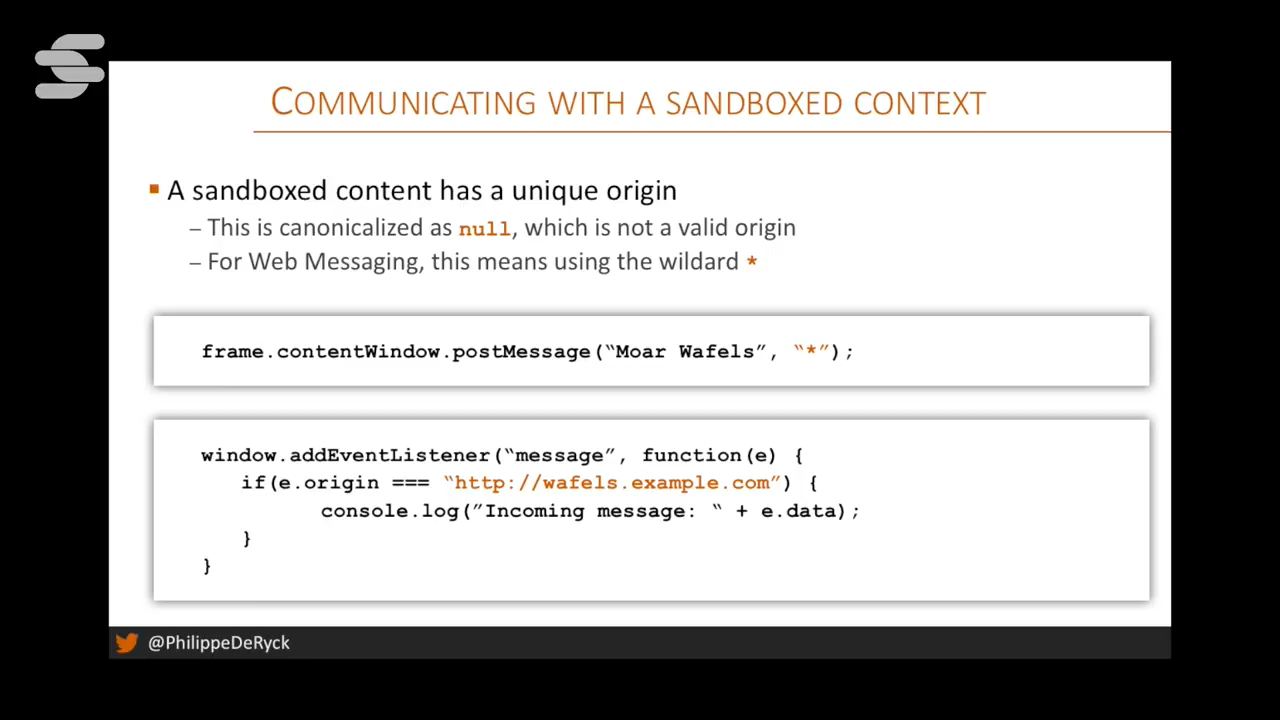 COMMUNICATING WITH A SANDBOXED CONTEXT
▪ A sandboxed content has a unique origin
– This is canonicalized as null, which is not a valid origin
– For Web Messaging, this means using the wildard *
frame.contentWindow.postMessage(“Moar Wafels”, “*”);
window.addEventListener(“message”, function(e) {
if(e.origin === “http://wafels.example.com”) {
console.log(”Incoming message: “ + e.data);
}
}
@PhilippeDeRyck